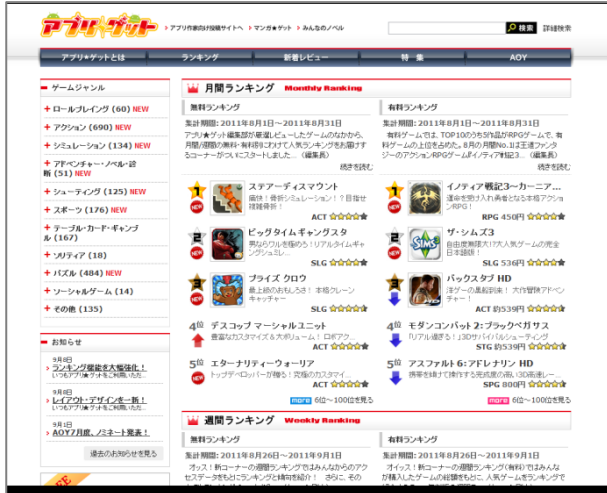 アプリ★ゲット
アプリ作家向け投稿サイトへ マンガ★ゲット みんなのノベル
検索 詳細検索
アプリ★ゲットとは ランキング 新着レビュー 特 集 AOY
ゲームジャンル
ロールプレイング (60) NEW
アクション (690) NEW
シミュレーション (134) NEW
アドベンチャー・ノベル・診
断 (51) NEW
シューティング (125) NEW
スポーツ (176) NEW
テーブル・カード・ギャンブ
ル (167)
ソリティア (18)
パズル (484) NEW
ソーシャルゲーム (14)
その他 (135)
お知らせ
9月8日
ランキング機能を大幅強化!
いつもアプリ★ゲットをご利用いただ...
9月8日
レイアウト・デザインを一新!
いつもアプリ★ゲットをご利用いただ...
9月1日
AOY7月度、ノミネート発表!
過去のお知らせを見る
月間ランキング Monthly Ranking
無料ランキング
集計期間:2011年8月1日~2011年8月31日
アプリ★ゲット編集部が厳選レビューしたゲームのなかから、
月間/週間の無料・有料別にわけて人気ランキングをお届けす
るコーナーがついにスタートしました... (編集長)
続きを読む
1 NEW
ステアーディスマウント
痛快!骨折シミュレーション!?目指せ
複雑骨折!
ACT ☆☆☆☆★
2 NEW
ビッグタイム ギャングスタ
男ならワルを極めろ!リアルタイムギャ
ングシュミレ...
SLG ☆☆☆☆★
3 NEW
プライズ クロウ
最上級のおもしろさ! 本格クレーン
キャッチャー
SLG ☆☆☆☆★
4位 デスコップ マーシャルユニット
豊富なカスタマイズ&大ボリューム! ロボアク...
ACT ☆☆☆☆★
5位 エターナリティーウォーリア
NEW トップデベロッパーが贈る!究極のカスタマイ...
ACT ☆☆☆☆★
more 6位~100位を見る
有料ランキング
集計期間:2011年8月1日~2011年8月31日
有料ゲームでは、TOP10のうち5作品がRPGゲームで、有
料ゲームの上位を占めた。8月の月間No.1は王道ファンタ
ジーのアクションRPGゲーム『イノティア戦記3... (編集長)
続きを読む
1 NEW
イノティア戦記3~カーニア...
運命を受け入れ勇者となる本格アクショ
ンRPG!
RPG 450円 ☆☆☆☆★
2 NEW
ザ・シムズ3
自由度無限大!?大人気ゲームの完全
日本語版!
SLG 536円 ☆☆☆☆★
3
バックスタブ HD
海賊への復讐が到来! 大作冒険アドベン
チャー!
ACT 約539円 ☆☆☆☆★
4位 モダンコンバット2:ブラックペガサス
「リアル過ぎる!」3Dサバイバルシューティング
STG 約539円 ☆☆☆☆★
5位 アスファルト6:アドレナリン HD
携帯を傾けて操作する完成度の高い3D高速レー...
SPG 800円 ☆☆☆☆★
more 6位~100位を見る
週間ランキング Weekly Ranking
無料ランキング
集計期間:2011年8月26日~2011年9月1日
オッス!新コーナーの週間ランキングではみんなからのアク
セスデータをもとにランキングと傾向を紹介! さらに、その
有料ランキング
集計期間:2011年8月26日~2011年9月1日
オイッス!新コーナーの週間ランキング(有料)ではみんな
が購入したゲームの総額をもとに、人気ゲームをランキングで